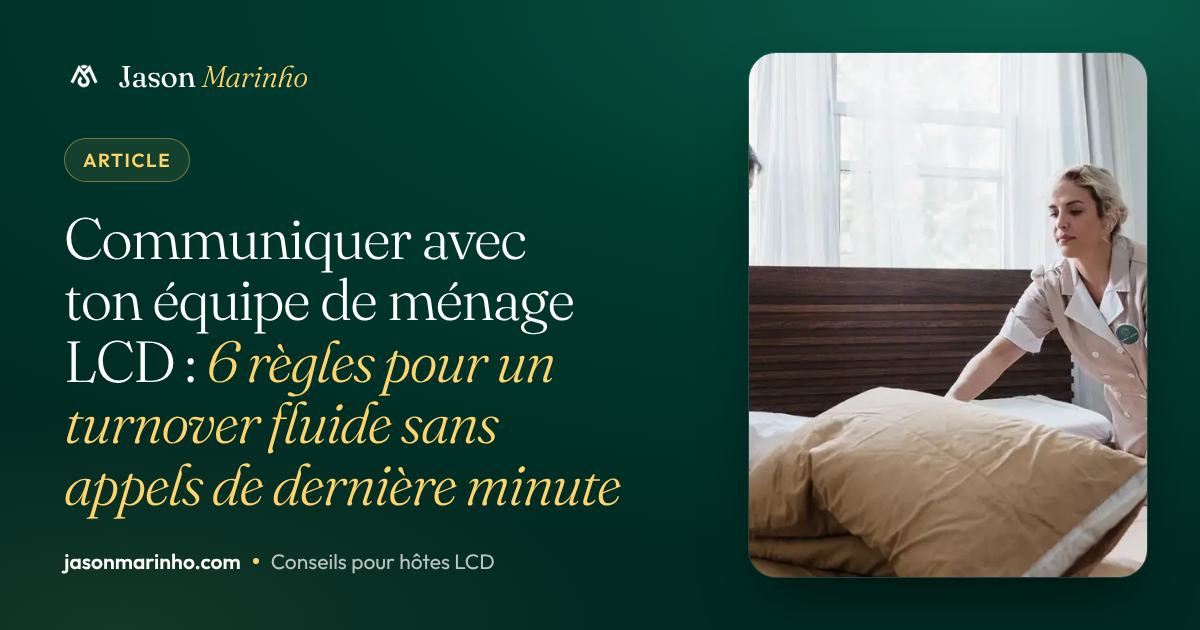 Jason Marinho
ARTICLE
Communiquer avec
ton équipe de ménage
LCD : 6 règles pour un
turnover fluide sans
appels de dernière minute
jasonmarinho.com • Conseils pour hôtes LCD